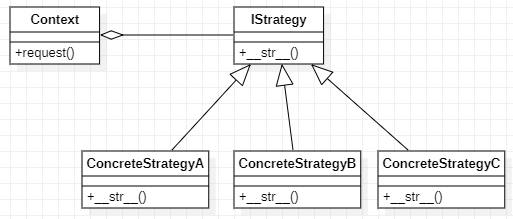 Context
IStrategy
+request()
+__str__()
ConcreteStrategyA
ConcreteStrategyB
ConcreteStrategyC
+__str__()
+__str__()
+__str__()